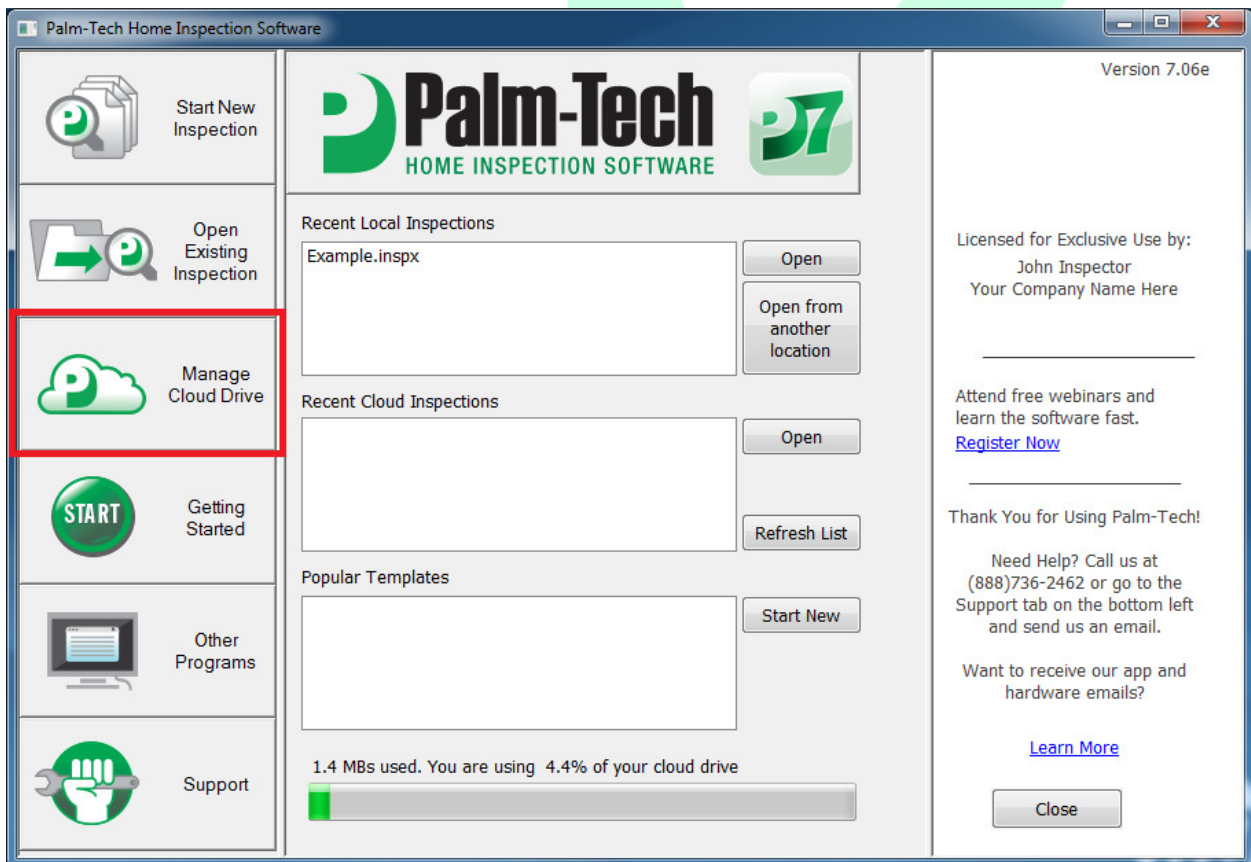 Palm-Tech Home Inspection Software
Start New
Inspection
Open
Existing
Inspection
Manage
Cloud Drive
START
Getting
Started
Other
Programs
Support
Palm-Tech
HOME INSPECTION SOFTWARE
P7
Recent Local Inspections
Example.inspx
Open
Open from
another
location
Recent Cloud Inspections
Open
Refresh List
Popular Templates
Start New
1.4 MBs used. You are using 4.4% of your cloud drive
Version 7.06e
Licensed for Exclusive Use by:
John Inspector
Your Company Name Here
Attend free webinars and
learn the software fast.
Register Now
Thank You for Using Palm-Tech!
Need Help? Call us at
(888)736-2462 or go to the
Support tab on the bottom left
and send us an email.
Want to receive our app and
hardware emails?
Learn More
Close